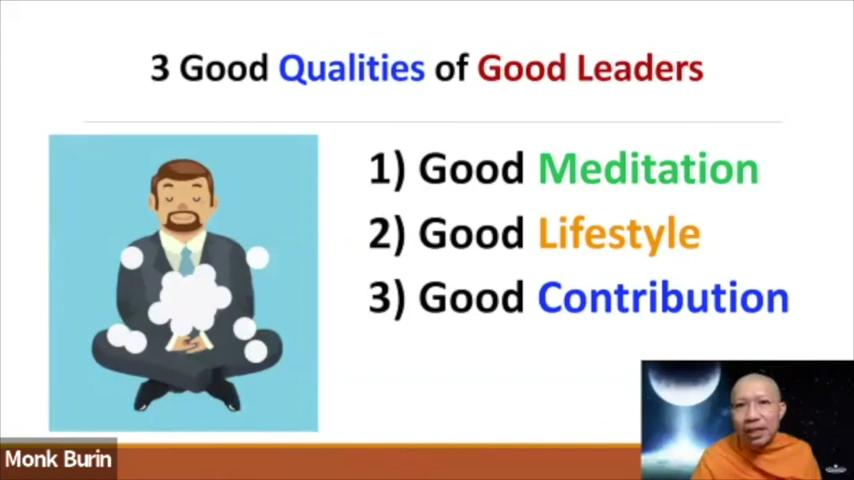 3 Good Qualities of Good Leaders
1) Good Meditation
2) Good Lifestyle
3) Good Contribution
Monk Burin